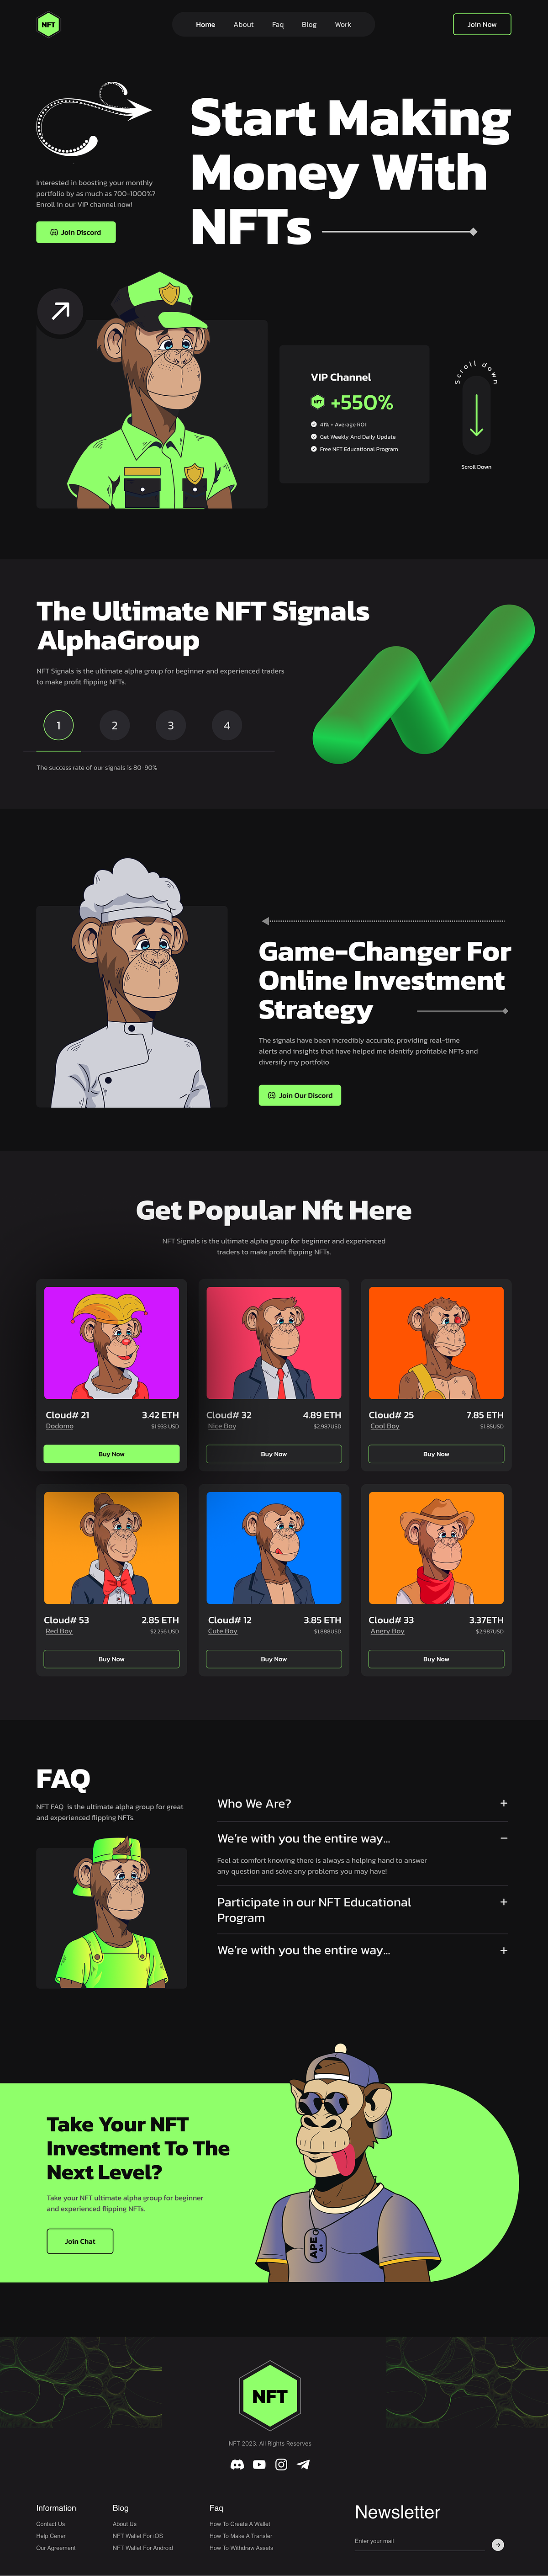 NFT
Home
About
Faq
Blog
Work
Join Now
Start Making
Money With
NFTs
Interested in boosting your monthly
portfolio by as much as 700-1000%?
Enroll in our VIP channel now!
Join Discord
VIP Channel
NFT
+550%
41% + Average ROI
Get Weekly And Daily Update
Free NFT Educational Program
Scroll down
Scroll Down
The Ultimate NFT Signals
AlphaGroup
NFT Signals is the ultimate alpha group for beginner and experienced traders
to make profit flipping NFTs.
1
2
3
4
The success rate of our signals is 80-90%
Game-Changer For
Online Investment
Strategy
The signals have been incredibly accurate, providing real-time
alerts and insights that have helped me identify profitable NFTs and
diversify my portfolio
Join Our Discord
Get Popular Nft Here
NFT Signals is the ultimate alpha group for beginner and experienced
traders to make profit flipping NFTs.
Cloud# 21
3.42 ETH
Dodomo
$1.933 USD
Buy Now
Cloud# 32
4.89 ETH
Nice Boy
$2.987USD
Buy Now
Cloud# 25
7.85 ETH
Cool Boy
$1.85USD
Buy Now
Cloud# 53
2.85 ETH
Red Boy
$2.256 USD
Buy Now
Cloud# 12
3.85 ETH
Cute Boy
$1.888USD
Buy Now
Cloud# 33
3.37ETH
Angry Boy
$2.987USD
Buy Now
FAQ
NFT FAQ is the ultimate alpha group for great
and experienced flipping NFTs.
Who We Are?
We're with you the entire way...
Feel at comfort knowing there is always a helping hand to answer
any question and solve any problems you may have!
Participate in our NFT Educational
Program
We're with you the entire way...
Take Your NFT
Investment To The
Next Level?
Take your NFT ultimate alpha group for beginner
and experienced flipping NFTs.
Join Chat
APE
NFT
NFT 2023, All Rights Reserves
Information
Contact Us
Help Cener
Our Agreement
Blog
About Us
NFT Wallet For iOS
NFT Wallet For Android
Faq
How To Create A Wallet
How To Make A Transfer
How To Withdraw Assets
Newsletter
Enter your mail